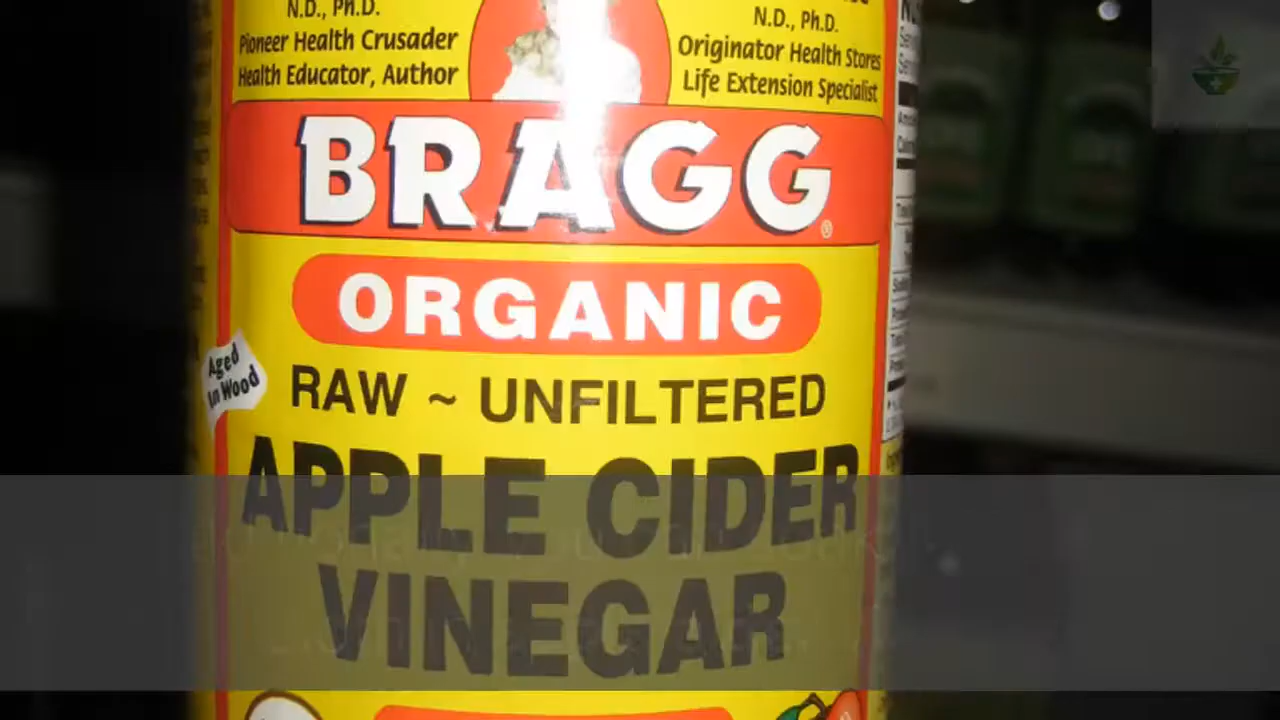 N.D., Ph.D.
Pioneer Health Crusader
Health Educator, Author
N.D., Ph.D.
Originator Health Stores
Life Extension Specialist
BRAGG®
ORGANIC
Aged
in Wood
RAW ~ UNFILTERED
APPLE CIDER
VINEGAR